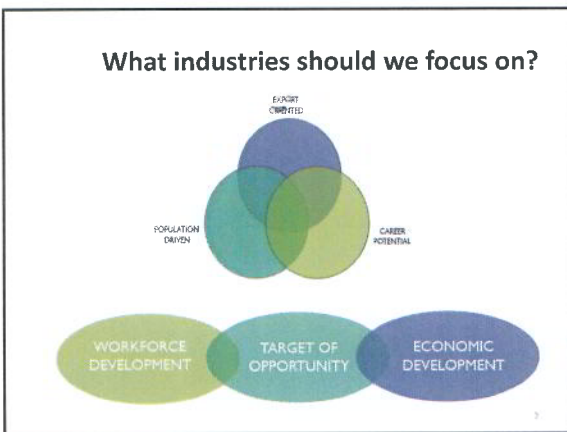 What industries should we focus on?
EXPORT
ORIENTED
POPULATION
DRIVEN
CAREER
POTENTIAL
WORKFORCE
DEVELOPMENT
TARGET OF
OPPORTUNITY
ECONOMIC
DEVELOPMENT